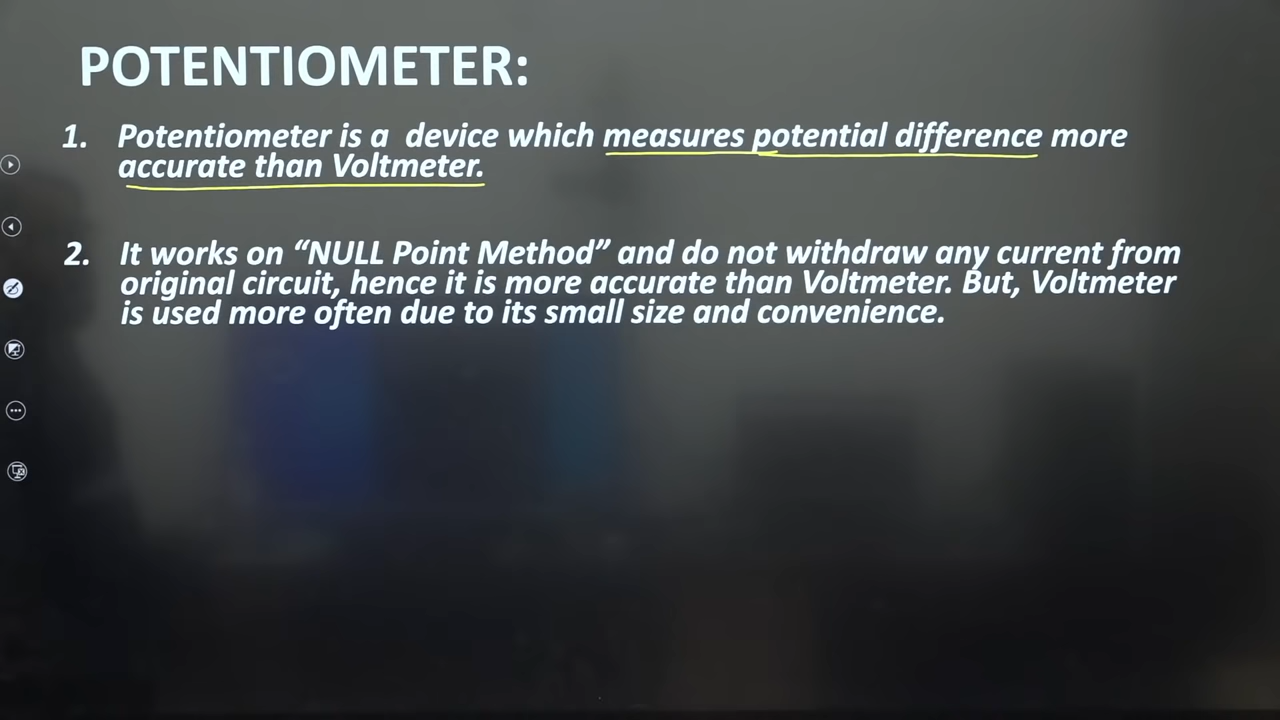 POTENTIOMETER:
1. Potentiometer is a device which measures potential difference more
accurate than Voltmeter.
2. It works on “NULL Point Method” and do not withdraw any current from
original circuit, hence it is more accurate than Voltmeter. But, Voltmeter
is used more often due to its small size and convenience.